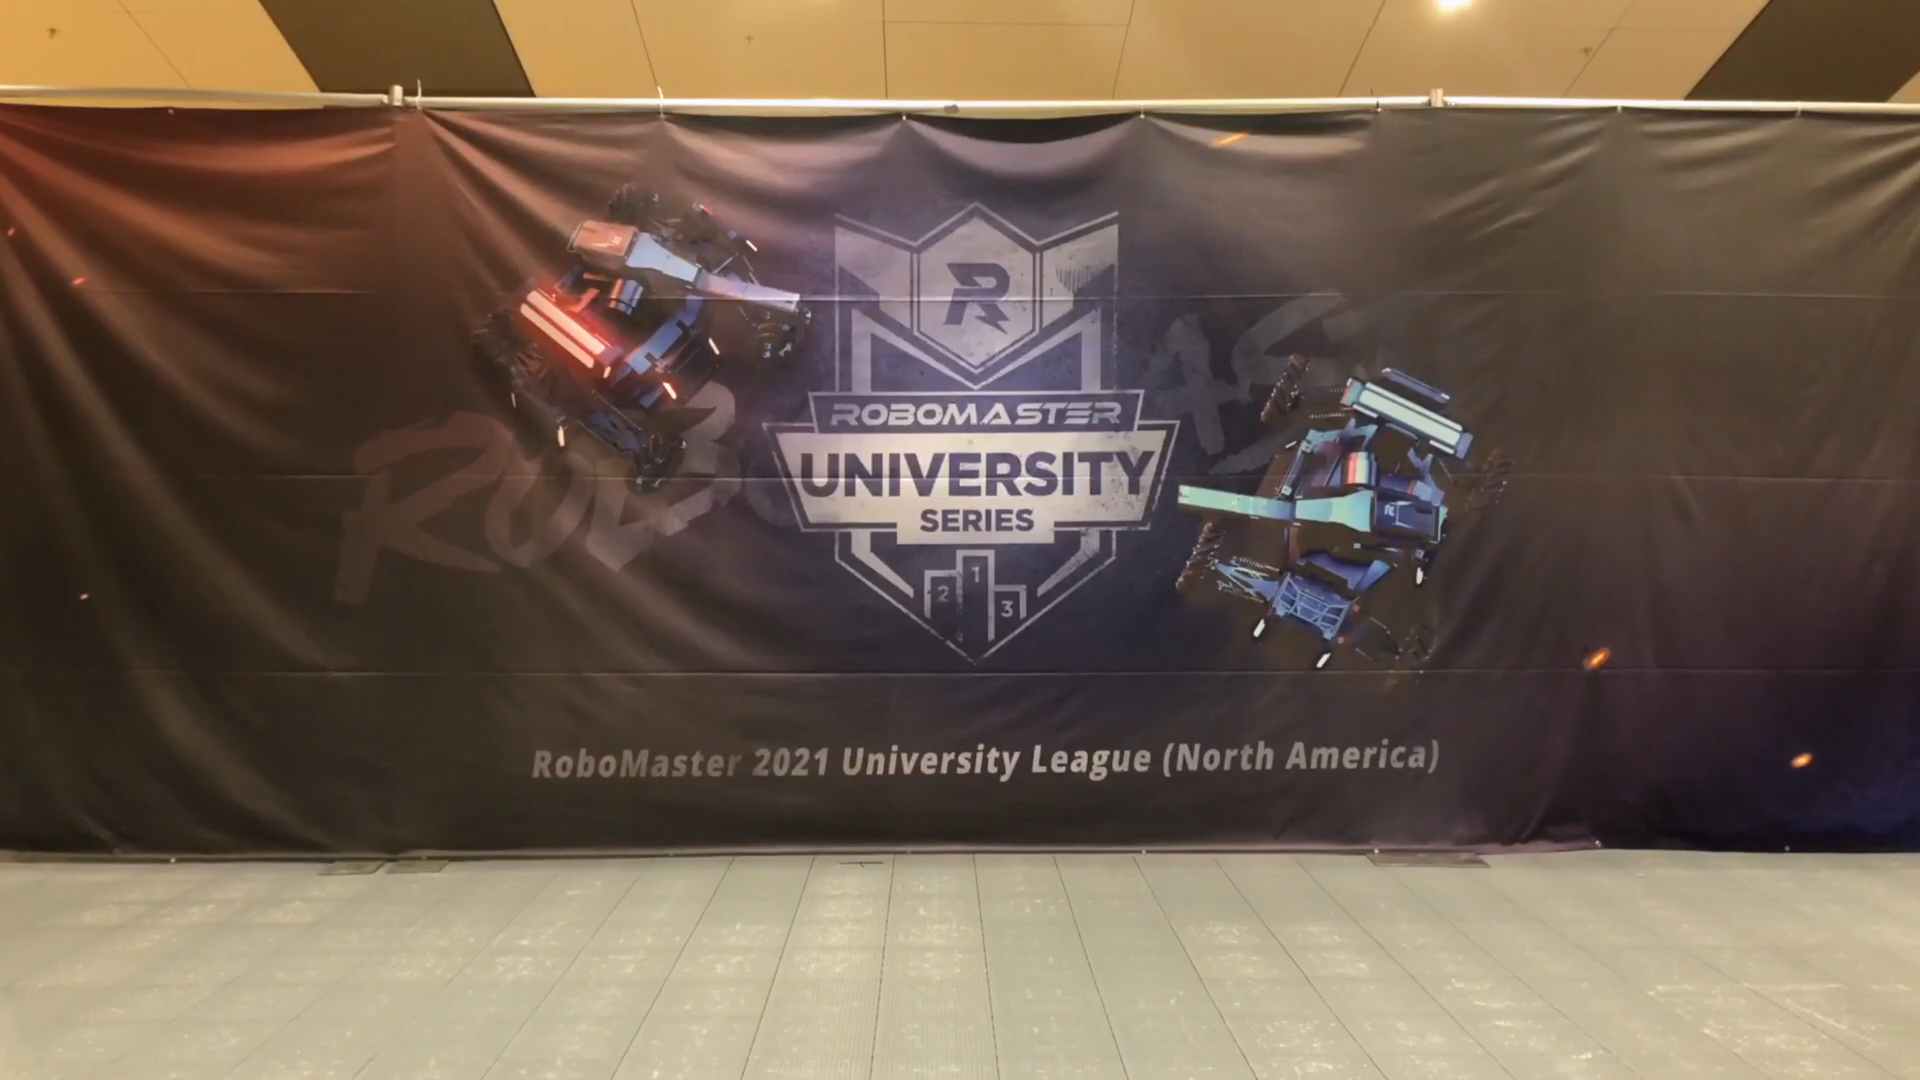 R
ROBOMASTER
UNIVERSITY
SERIES
1
2
3
RoboMaster 2021 University League (North America)